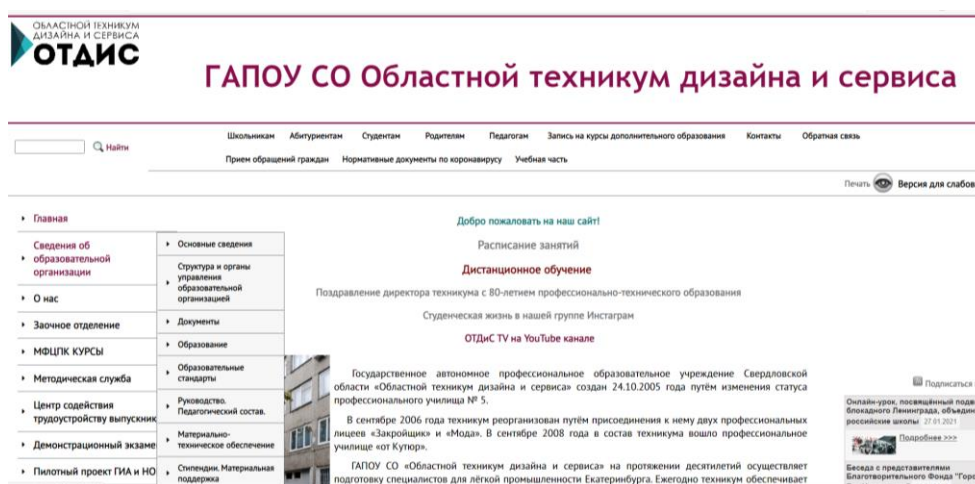 ОБЛАСТНОЙ ТЕХНИКУМ
ДИЗАЙНА И СЕРВИСА
ОТДИС
ГАПОУ СО Областной техникум дизайна и сервиса
Найти
Школьникам Абитуриентам Студентам Родителям Педагогам Запись на курсы дополнительного образования Контакты Обратная связь
Прием обращений граждан Нормативные документы по коронавирусу Учебная часть
Печать Версия для слабов
Главная
Сведения об
образовательной
организации
О нас
Заочное отделение
МФЦПК КУРСЫ
Методическая служба
Центр содействия
трудоустройству выпускник
Демонстрационный экзаме
Пилотный проект ГИА и НО
Основные сведения
Структура и органы
управления
образовательной
организацией
Документы
Образование
Образовательные
стандарты
Руководство.
Педагогический состав.
Материально-
техническое обеспечение
Стипендии. Материальная
поддержка
Добро пожаловать на наш сайт!
Расписание занятий
Дистанционное обучение
Поздравление директора техникума с 80-летнем профессионально-технического образования
Студенческая жизнь в нашей группе Инстаграм
ОТДиС TV на YouTube канале
Государственное автономное профессиональное образовательное учреждение Свердловской
области «Областной техникум дизайна и сервиса» создан 24.10.2005 года путём изменения статуса
профессионального училища № 5.
В сентябре 2006 года техникум реорганизован путём присоединения к нему двух профессиональных
лицеев «Закройщик» и «Мода». В сентябре 2008 года в состав техникума вошло профессиональное
училище «от Кутюр».
ГАПОУ СО «Областной техникум дизайна и сервиса» на протяжении десятилетий осуществляет
подготовку специалистов для лёгкой промышленности Екатеринбурга. Ежегодно техникум обеспечивает
Подписаться
Онлайн-урок, посвящённый подв
блокадного Ленинграда, объедин
российские школы 27.01.2021
Подробнее >>>
Беседа с представителями
Благотворительного Фонда "Горо